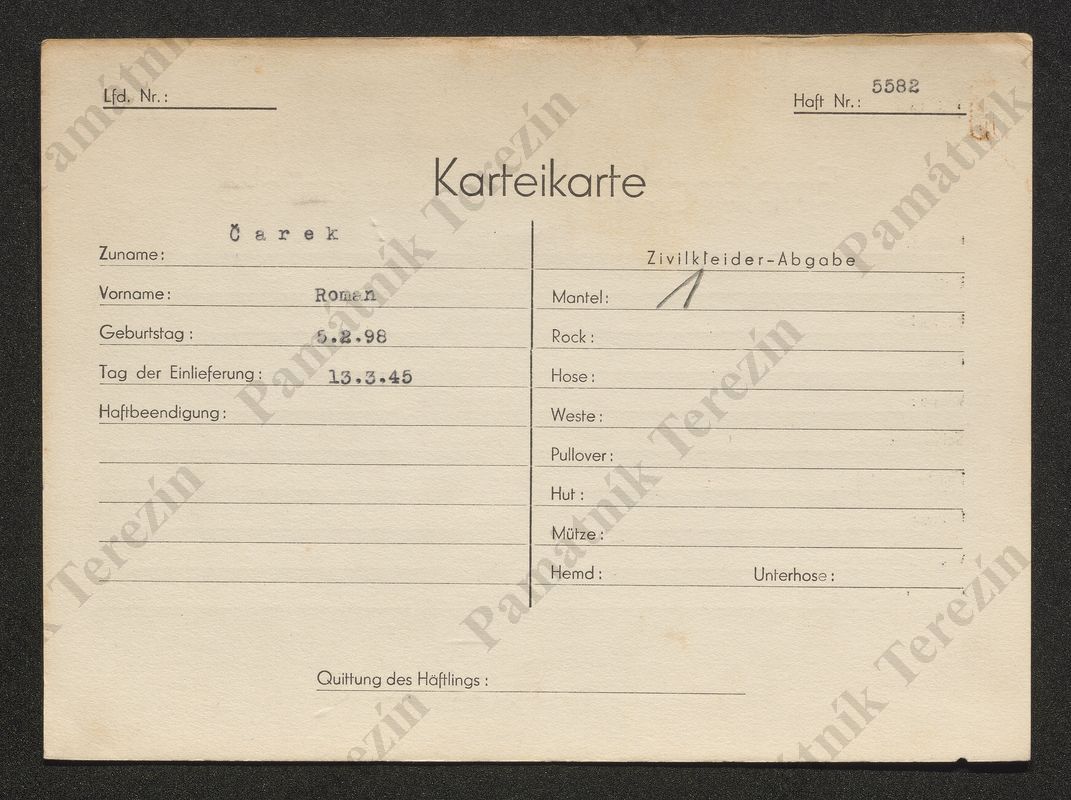 Lfd. Nr.:
Haft Nr.: 5582
Karteikarte
Zuname: Čarek
Vorname: Roman
Geburtstag: 5.2.98
Tag der Einlieferung: 13.3.45
Haftbeendigung:
Zivilkleider-Abgabe
Mantel: 1
Rock:
Hose:
Weste:
Pullover:
Hut:
Mütze:
Hemd: Unterhose:
Quittung des Häftlings:
Památník Terezín